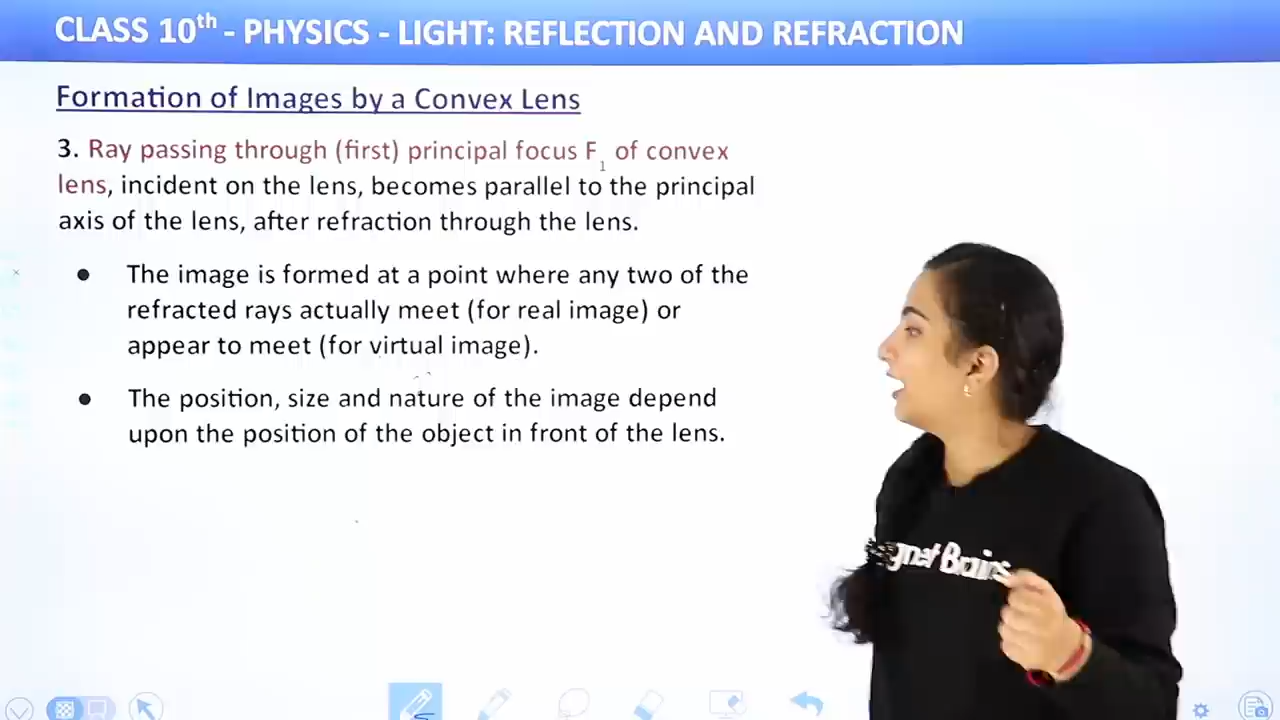 CLASS 10th - PHYSICS - LIGHT: REFLECTION AND REFRACTION
Formation of Images by a Convex Lens
3. Ray passing through (first) principal focus F1 of convex
lens, incident on the lens, becomes parallel to the principal
axis of the lens, after refraction through the lens.
● The image is formed at a point where any two of the
refracted rays actually meet (for real image) or
appear to meet (for virtual image).
● The position, size and nature of the image depend
upon the position of the object in front of the lens.
Brains